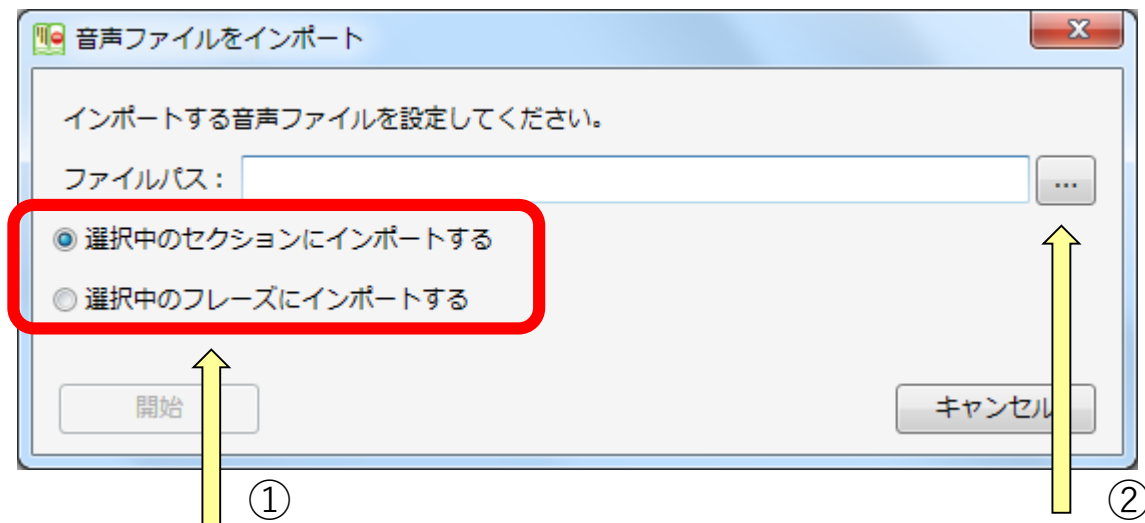 音声ファイルをインポート
インポートする音声ファイルを設定してください。
ファイルパス：
...
選択中のセクションにインポートする
選択中のフレーズにインポートする
開始
キャンセル
① ②